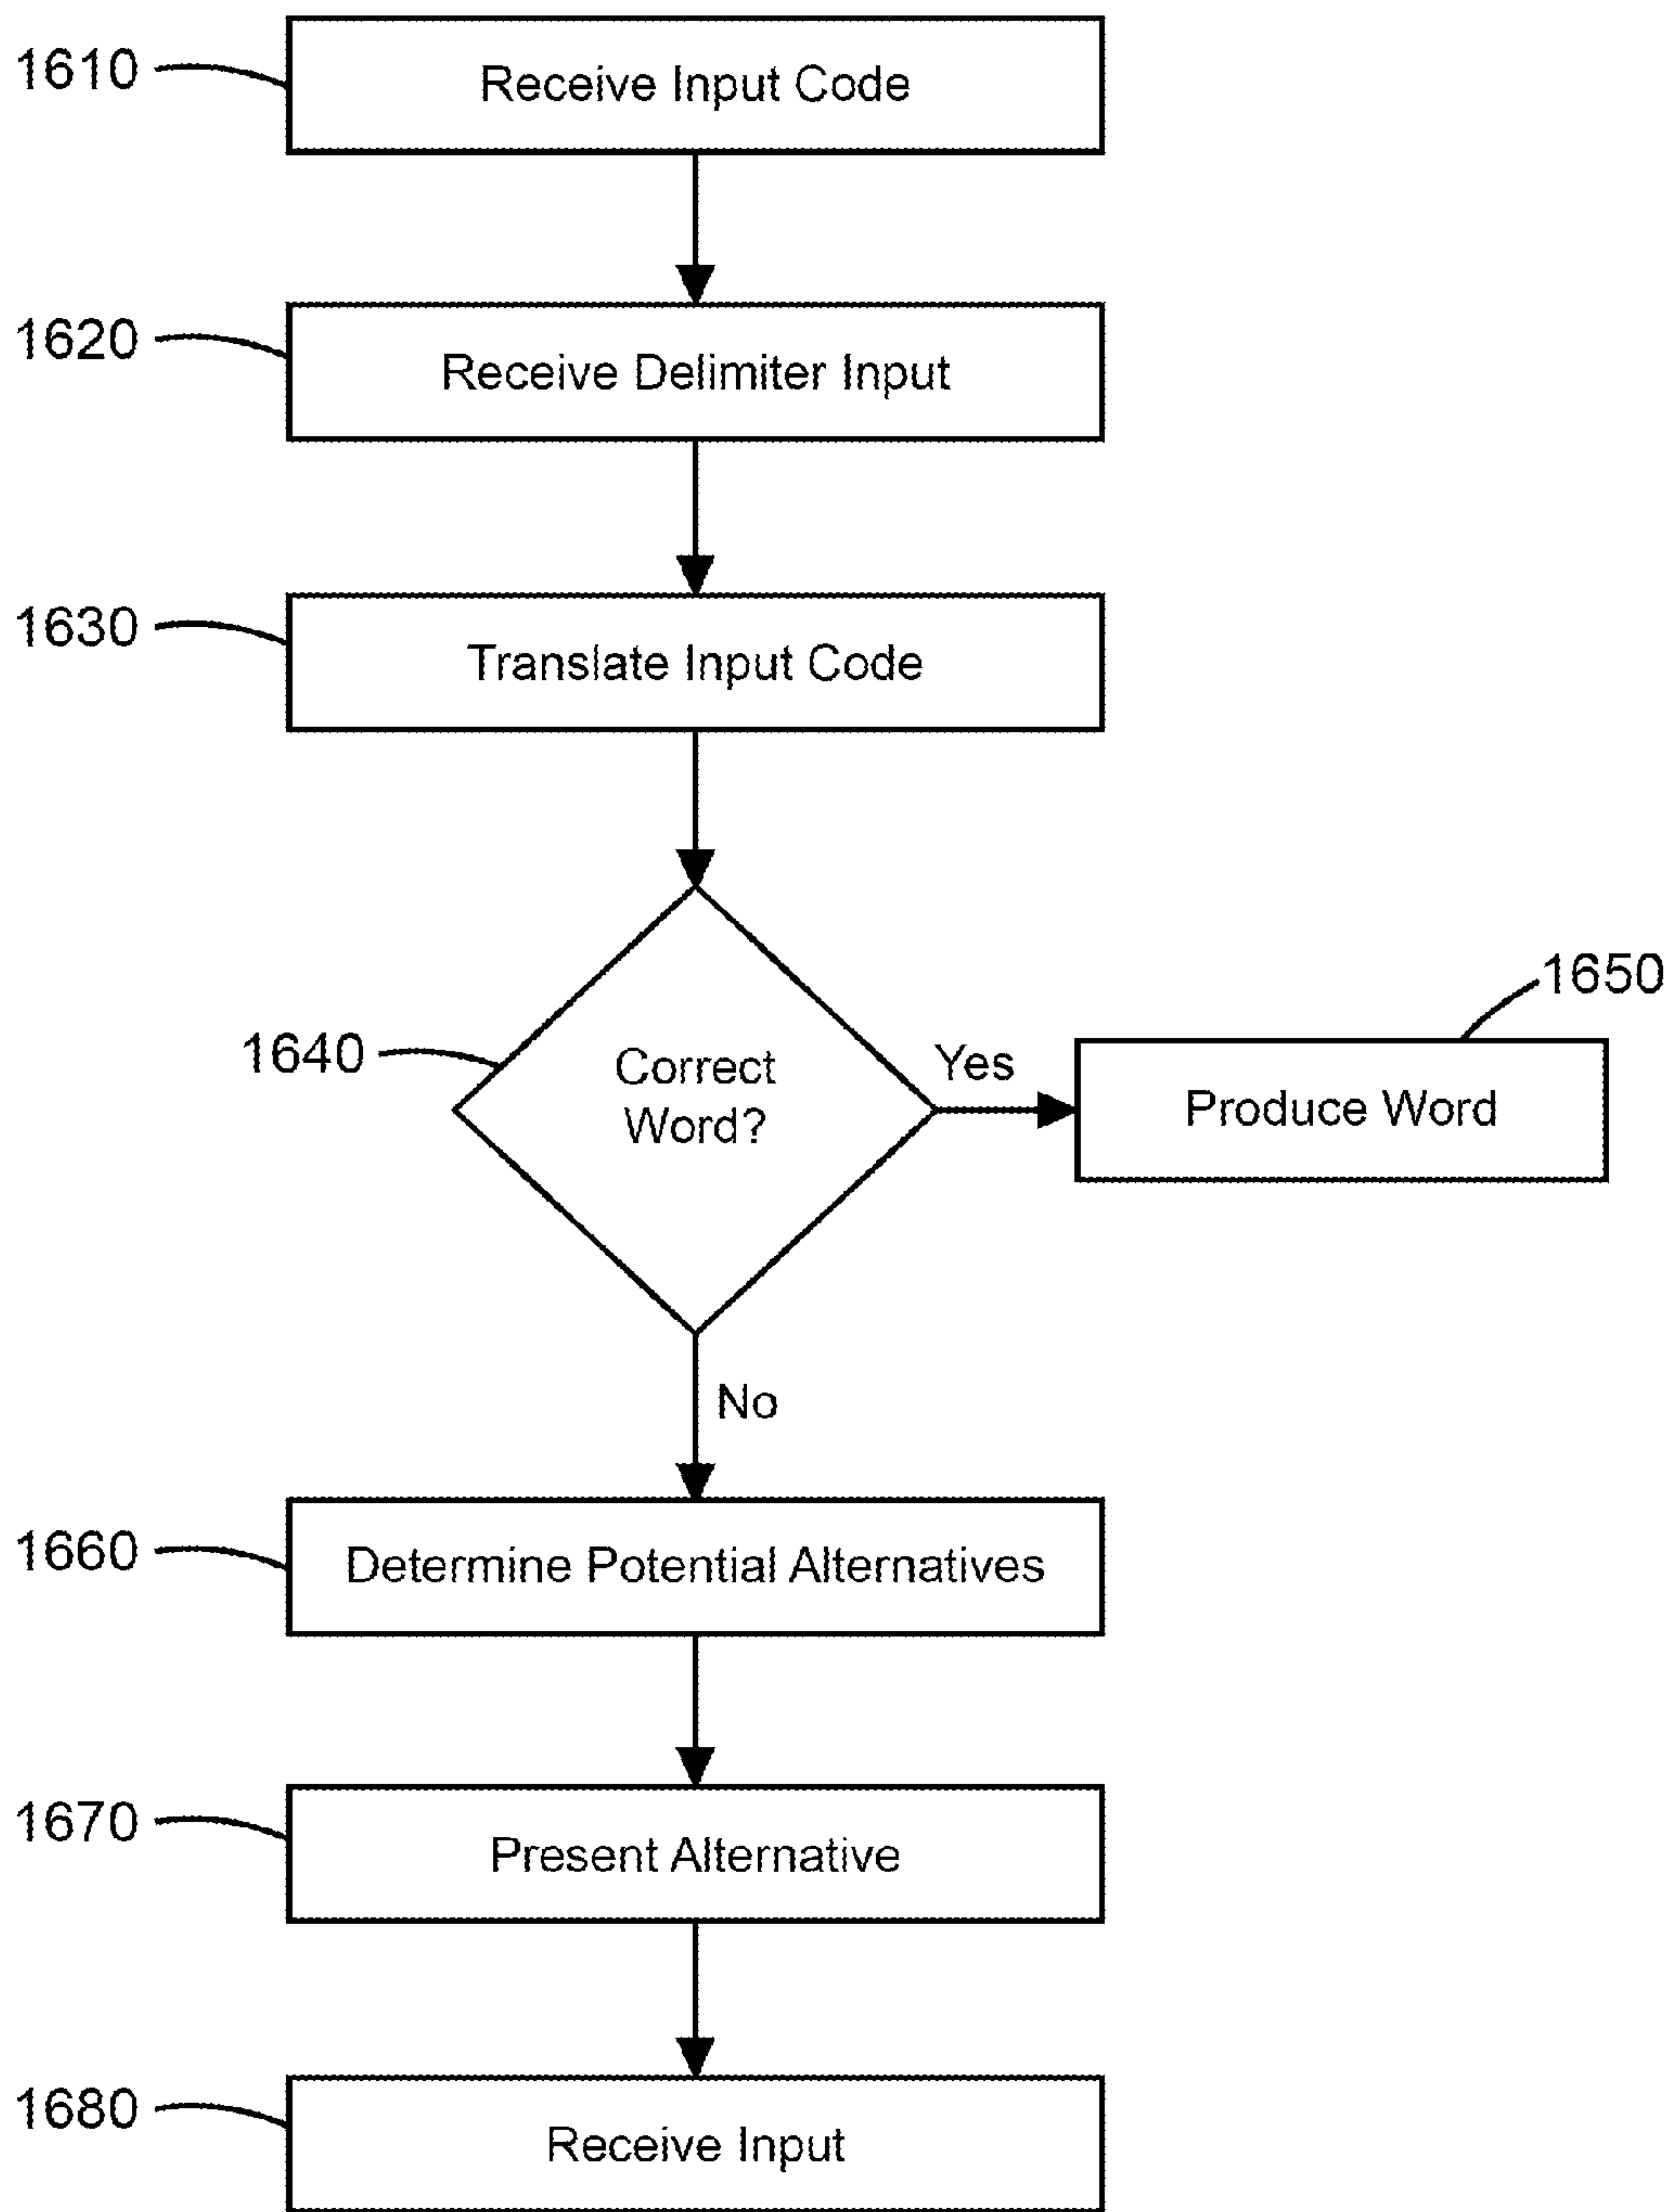 1610
Receive Input Code
1620
Receive Delimiter Input
1630
Translate Input Code
1640
Correct
Word?
Yes
1650
Produce Word
No
1660
Determine Potential Alternatives
1670
Present Alternative
1680
Receive Input